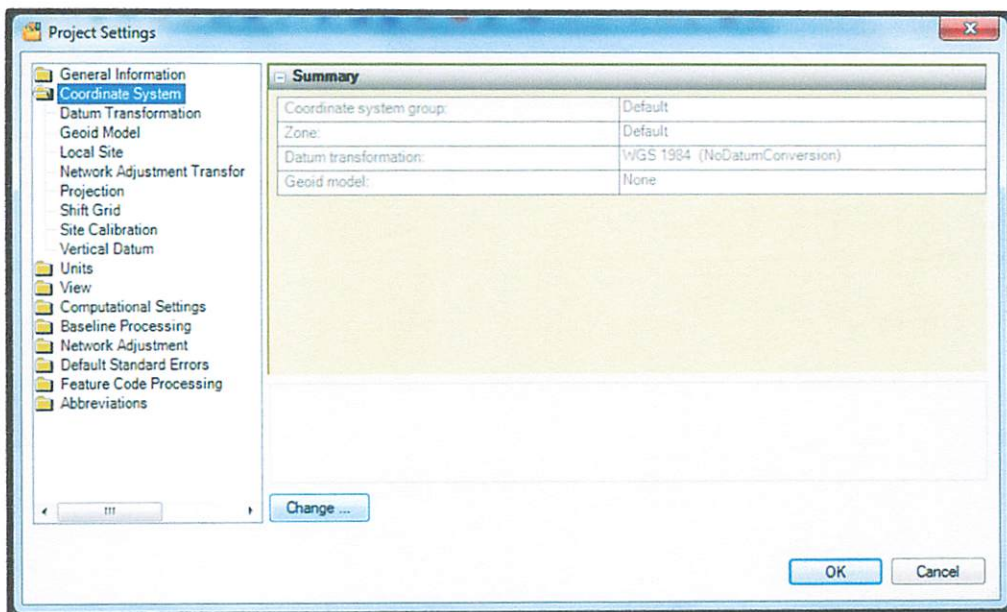 Project Settings
General Information
Coordinate System
Datum Transformation
Geoid Model
Local Site
Network Adjustment Transfor
Projection
Shift Grid
Site Calibration
Vertical Datum
Units
View
Computational Settings
Baseline Processing
Network Adjustment
Default Standard Errors
Feature Code Processing
Abbreviations
Summary
Coordinate system group: Default
Zone: Default
Datum transformation: WGS 1984 (NoDatumConversion)
Geoid model: None
Change ...
OK Cancel